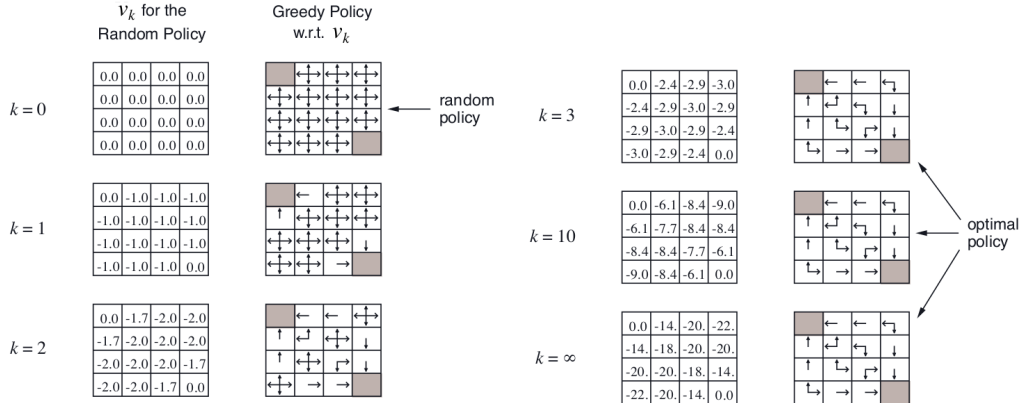 v_k for the
Random Policy
Greedy Policy
w.r.t. v_k
k = 0
0.0 0.0 0.0 0.0
0.0 0.0 0.0 0.0
0.0 0.0 0.0 0.0
0.0 0.0 0.0 0.0
random
policy
k = 1
0.0 -1.0 -1.0 -1.0
-1.0 -1.0 -1.0 -1.0
-1.0 -1.0 -1.0 -1.0
-1.0 -1.0 -1.0 0.0
k = 2
0.0 -1.7 -2.0 -2.0
-1.7 -2.0 -2.0 -2.0
-2.0 -2.0 -2.0 -1.7
-2.0 -2.0 -1.7 0.0
k = 3
0.0 -2.4 -2.9 -3.0
-2.4 -2.9 -3.0 -2.9
-2.9 -3.0 -2.9 -2.4
-3.0 -2.9 -2.4 0.0
k = 10
0.0 -6.1 -8.4 -9.0
-6.1 -7.7 -8.4 -8.4
-8.4 -8.4 -7.7 -6.1
-9.0 -8.4 -6.1 0.0
optimal
policy
k = ∞
0.0 -14. -20. -22.
-14. -18. -20. -20.
-20. -20. -18. -14.
-22. -20. -14. 0.0